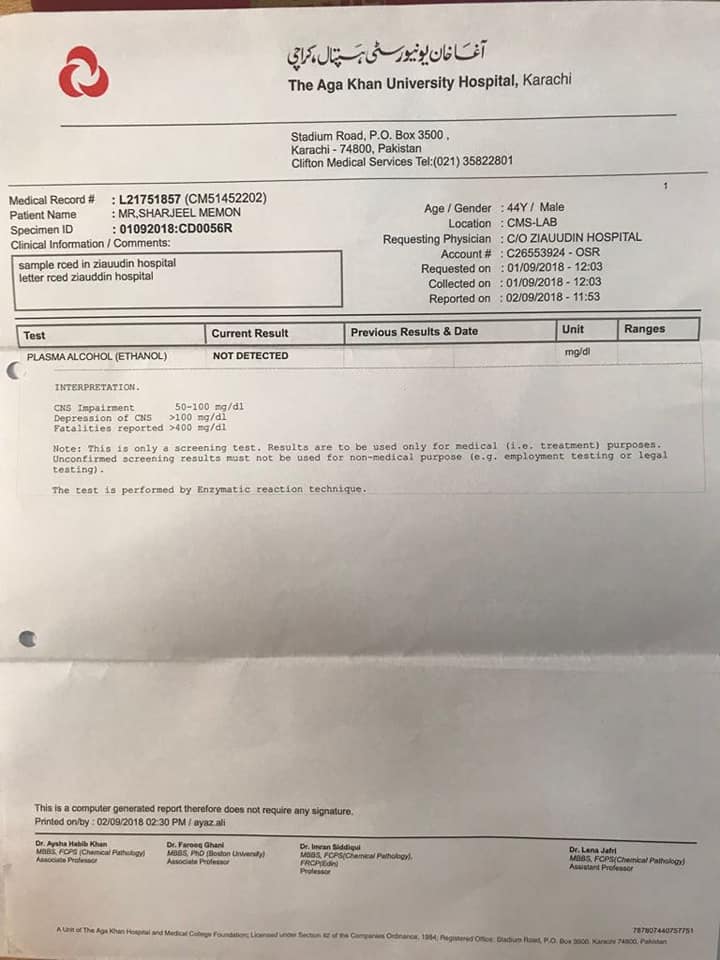 آغا خان یونیورسٹی ہسپتال، کراچی
The Aga Khan University Hospital, Karachi
Stadium Road, P.O. Box 3500 ,
Karachi - 74800, Pakistan
Clifton Medical Services Tel:(021) 35822801
1
Medical Record # : L21751857 (CM51452202)
Patient Name : MR,SHARJEEL MEMON
Specimen ID : 01092018:CD0056R
Clinical Information / Comments:
sample rced in ziauudin hospital
letter rced ziauddin hospital
Age / Gender : 44Y / Male
Location : CMS-LAB
Requesting Physician : C/O ZIAUUDIN HOSPITAL
Account # : C26553924 - OSR
Requested on : 01/09/2018 - 12:03
Collected on : 01/09/2018 - 12:03
Reported on : 02/09/2018 - 11:53
Test Current Result Previous Results & Date Unit Ranges
PLASMA ALCOHOL (ETHANOL) NOT DETECTED mg/dl
INTERPRETATION.
CNS Impairment 50-100 mg/dl
Depression of CNS >100 mg/dl
Fatalities reported >400 mg/dl
Note: This is only a screening test. Results are to be used only for medical (i.e. treatment) purposes.
Unconfirmed screening results must not be used for non-medical purpose (e.g. employment testing or legal
testing).
The test is performed by Enzymatic reaction technique.
This is a computer generated report therefore does not require any signature.
Printed on/by : 02/09/2018 02:30 PM / ayaz.ali
Dr. Aysha Habib Khan
MBBS, FCPS (Chemical Pathology)
Associate Professor
Dr. Farooq Ghani
MBBS, PhD (Boston University)
Associate Professor
Dr. Imran Siddiqui
MBBS, FCPS(Chemical Pathology),
FRCP(Edin)
Professor
Dr. Lena Jafri
MBBS, FCPS(Chemical Pathology)
Assistant Professor
787807440757751
A Unit of The Aga Khan Hospital and Medical College Foundation; Licensed under Section 42 of the Companies Ordinance, 1984; Registered Office: Stadium Road, P.O. Box 3500, Karachi 74800, Pakistan